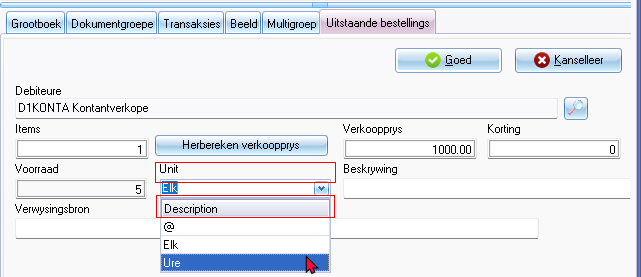 Grootboek Dokumentgroepe Transaksies Beeld Multigroep Uitstaande bestellings
Goed Kanselleer
Debiteure
D1KONTA Kontantverkope
Items Verkoopprys Korting
1 Herbereken verkoopprys 1000.00 0
Voorraad Unit Beskrywing
5 Elk
Verwysingsbron Description
@
Elk
Ure